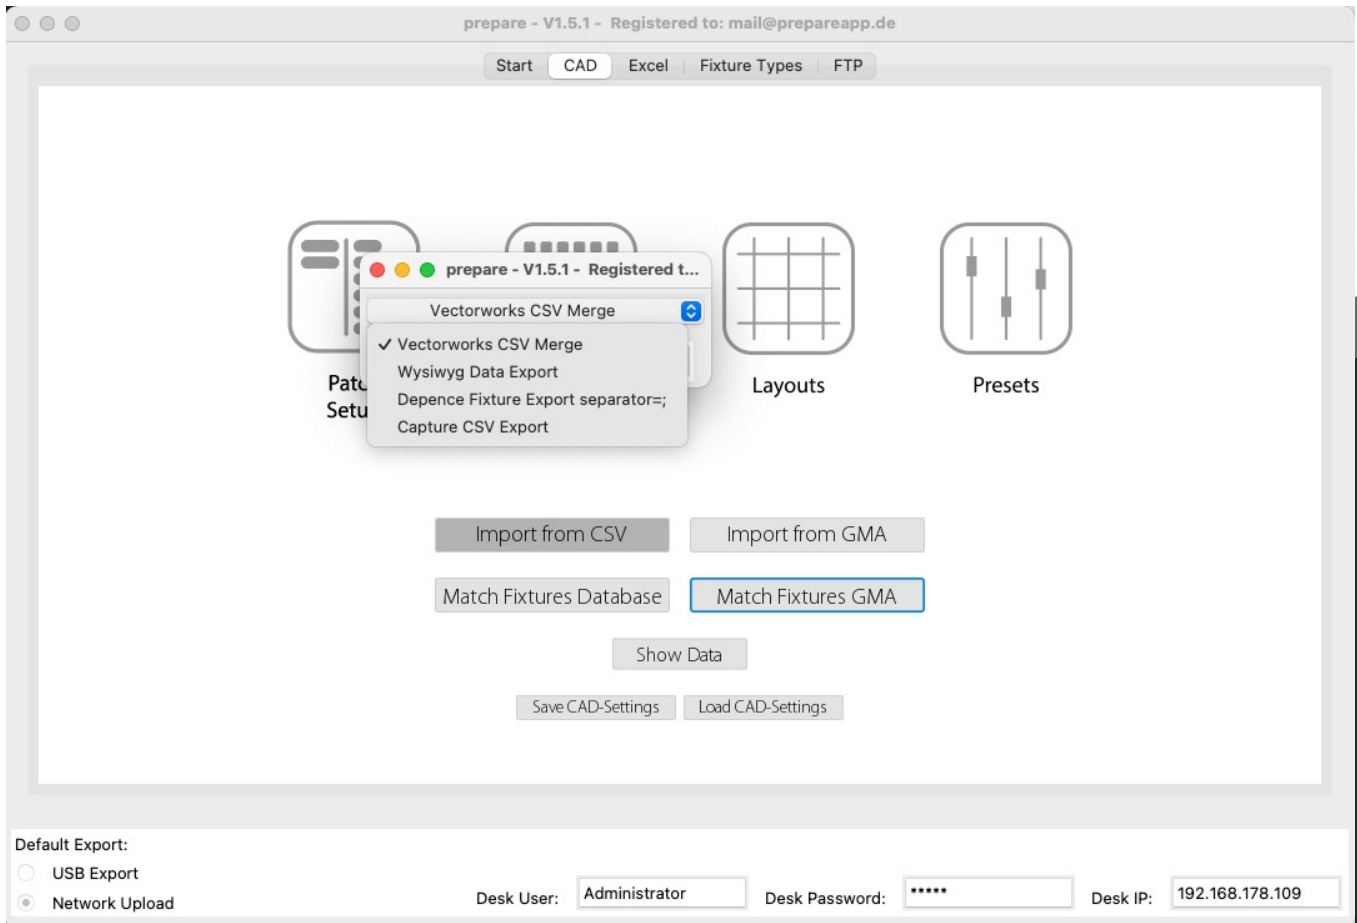 prepare - V1.5.1 - Registered to: mail@prepareapp.de
Start CAD Excel Fixture Types FTP
prepare - V1.5.1 - Registered t...
Vectorworks CSV Merge
✓ Vectorworks CSV Merge
Wysiwyg Data Export
Depence Fixture Export separator=;
Capture CSV Export
Layouts
Presets
Import from CSV Import from GMA
Match Fixtures Database Match Fixtures GMA
Show Data
Save CAD-Settings Load CAD-Settings
Default Export:
USB Export
Network Upload
Desk User: Administrator Desk Password: ***** Desk IP: 192.168.178.109